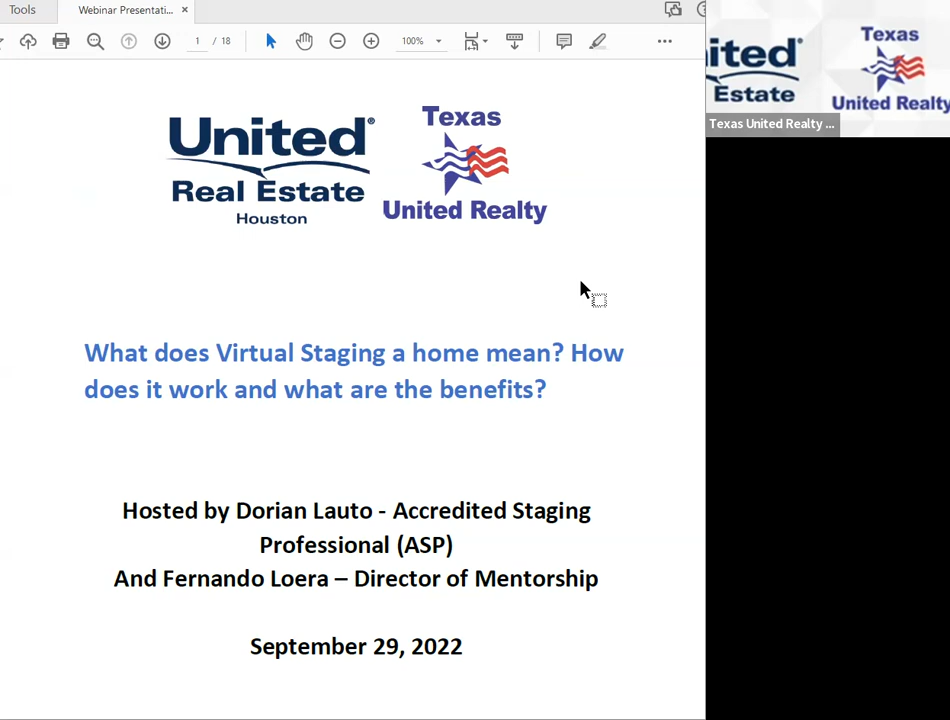 Tools
Webinar Presentati... ×
1 / 18
100%
United®
Real Estate
Houston
Texas
United Realty
What does Virtual Staging a home mean? How
does it work and what are the benefits?
Hosted by Dorian Lauto - Accredited Staging
Professional (ASP)
And Fernando Loera – Director of Mentorship
September 29, 2022
ited®
Estate
Texas
United Realty
Texas United Realty ...